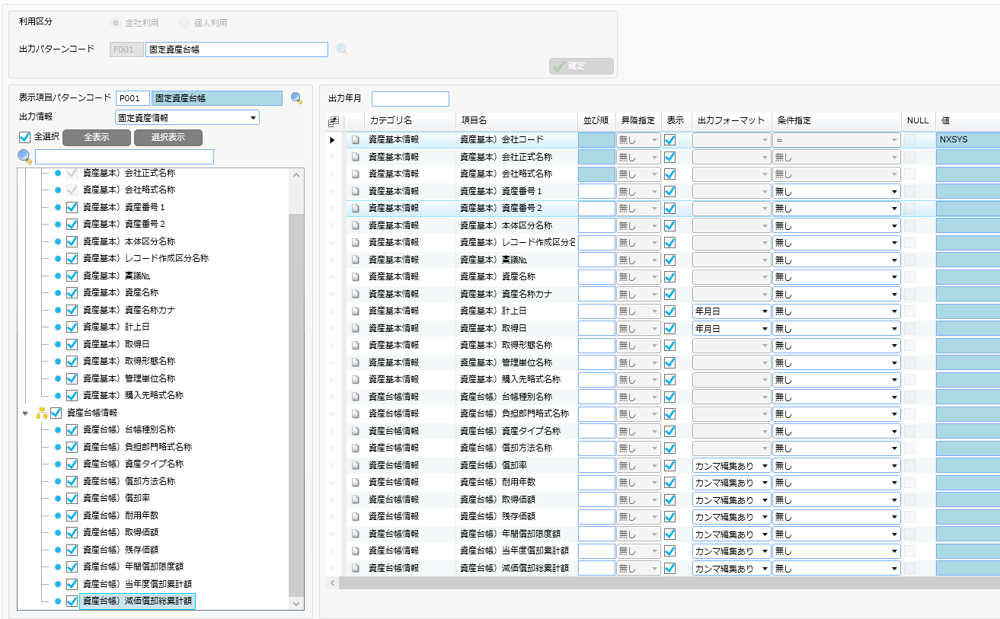 利用区分 全社利用 個人利用
出力パターンコード F001 固定資産台帳
確定
表示項目パターンコード P001 固定資産台帳
出力情報 固定資産情報
全選択 全表示 選択表示
資産基本）会社正式名称
資産基本）会社略式名称
資産基本）資産番号１
資産基本）資産番号２
資産基本）本体区分名称
資産基本）レコード作成区分名称
資産基本）稟議№
資産基本）資産名称
資産基本）資産名称カナ
資産基本）計上日
資産基本）取得日
資産基本）取得形態名称
資産基本）管理単位名称
資産基本）購入先略式名称
資産台帳情報
資産台帳）台帳種別名称
資産台帳）負担部門略式名称
資産台帳）資産タイプ名称
資産台帳）償却方法名称
資産台帳）償却率
資産台帳）耐用年数
資産台帳）取得価額
資産台帳）残存価額
資産台帳）年間償却限度額
資産台帳）当年度償却累計額
資産台帳）減価償却総累計額
出力年月
カテゴリ名 項目名 並び順 昇降指定 表示 出力フォーマット 条件指定 NULL 値
資産基本情報 資産基本）会社コード 無し = NXSYS
資産基本情報 資産基本）会社正式名称 無し 無し
資産基本情報 資産基本）会社略式名称 無し 無し
資産基本情報 資産基本）資産番号１ 無し 無し
資産基本情報 資産基本）資産番号２ 無し 無し
資産基本情報 資産基本）本体区分名称 無し 無し
資産基本情報 資産基本）レコード作成区分名 無し 無し
資産基本情報 資産基本）稟議№ 無し 無し
資産基本情報 資産基本）資産名称 無し 無し
資産基本情報 資産基本）資産名称カナ 無し 無し
資産基本情報 資産基本）計上日 無し 年月日 無し
資産基本情報 資産基本）取得日 無し 年月日 無し
資産基本情報 資産基本）取得形態名称 無し 無し
資産基本情報 資産基本）管理単位名称 無し 無し
資産基本情報 資産基本）購入先略式名称 無し 無し
資産台帳情報 資産台帳）台帳種別名称 無し 無し
資産台帳情報 資産台帳）負担部門略式名称 無し 無し
資産台帳情報 資産台帳）資産タイプ名称 無し 無し
資産台帳情報 資産台帳）償却方法名称 無し 無し
資産台帳情報 資産台帳）償却率 無し カンマ編集あり 無し
資産台帳情報 資産台帳）耐用年数 無し カンマ編集あり 無し
資産台帳情報 資産台帳）取得価額 無し カンマ編集あり 無し
資産台帳情報 資産台帳）残存価額 無し カンマ編集あり 無し
資産台帳情報 資産台帳）年間償却限度額 無し カンマ編集あり 無し
資産台帳情報 資産台帳）当年度償却累計額 無し カンマ編集あり 無し
資産台帳情報 資産台帳）減価償却総累計額 無し カンマ編集あり 無し